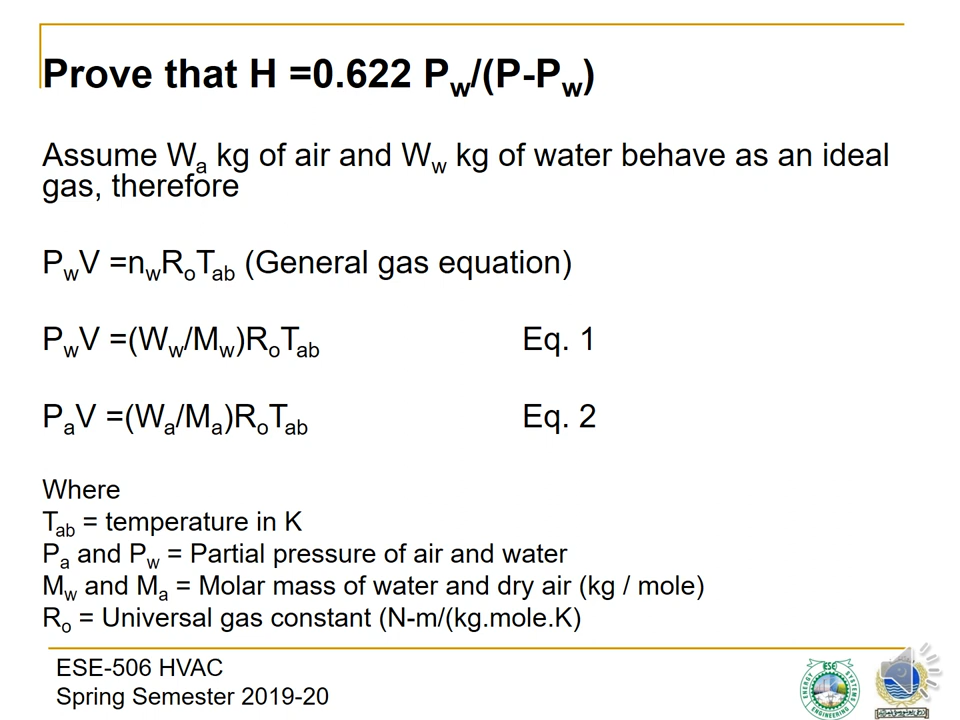 Prove that H =0.622 Pw/(P-Pw)
Assume Wa kg of air and Ww kg of water behave as an ideal
gas, therefore
PwV =nwRoTab (General gas equation)
PwV =(Ww/Mw)RoTab Eq. 1
PaV =(Wa/Ma)RoTab Eq. 2
Where
Tab = temperature in K
Pa and Pw = Partial pressure of air and water
Mw and Ma = Molar mass of water and dry air (kg / mole)
Ro = Universal gas constant (N-m/(kg.mole.K)
ESE-506 HVAC
Spring Semester 2019-20
ESE
ENERGY SYSTEMS
ENGINEERING